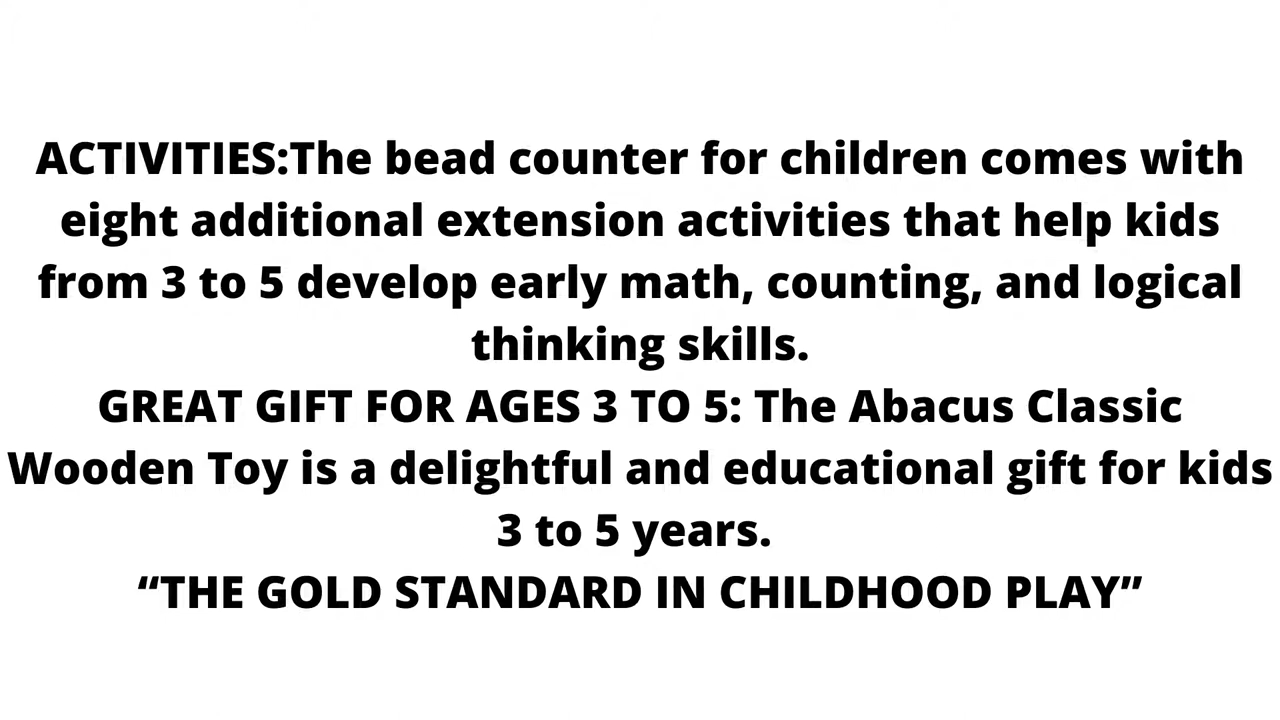 ACTIVITIES:The bead counter for children comes with
eight additional extension activities that help kids
from 3 to 5 develop early math, counting, and logical
thinking skills.
GREAT GIFT FOR AGES 3 TO 5: The Abacus Classic
Wooden Toy is a delightful and educational gift for kids
3 to 5 years.
“THE GOLD STANDARD IN CHILDHOOD PLAY”